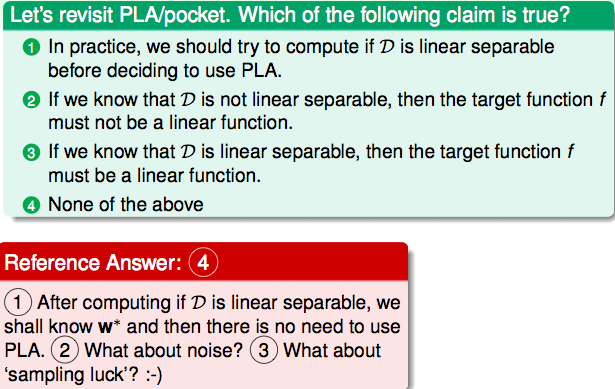 Let's revisit PLA/pocket. Which of the following claim is true?
1 In practice, we should try to compute if 𝒟 is linear separable
before deciding to use PLA.
2 If we know that 𝒟 is not linear separable, then the target function f
must not be a linear function.
3 If we know that 𝒟 is linear separable, then the target function f
must be a linear function.
4 None of the above
Reference Answer: ④
① After computing if 𝒟 is linear separable, we
shall know w* and then there is no need to use
PLA. ② What about noise? ③ What about
‘sampling luck’? :-)